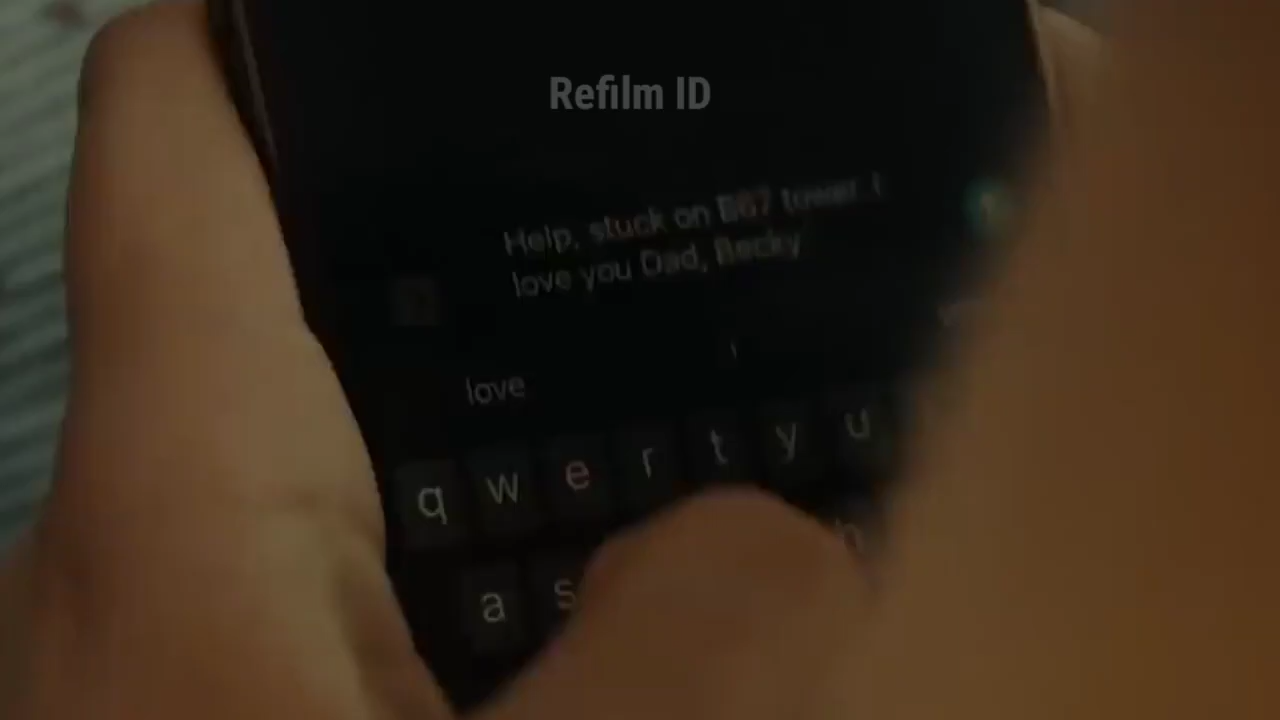 Refilm ID
Help, stuck on B67 tower. I
love you Dad, Becky
love
q w e r t y u
a s